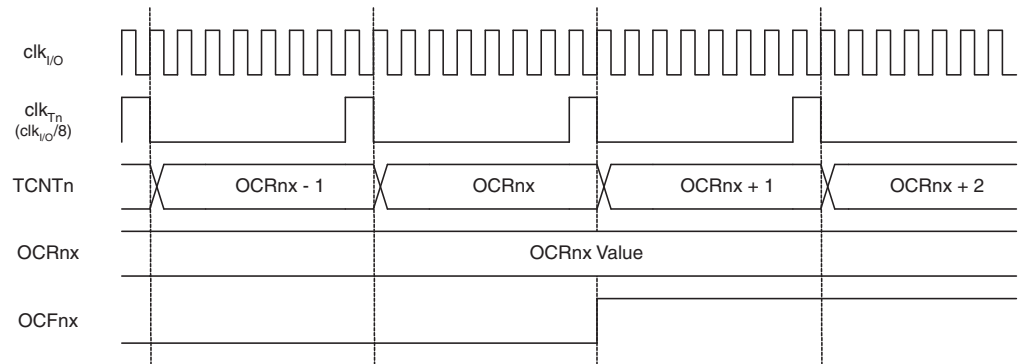 clkI/O
clkTn
(clkI/O/8)
TCNTn
OCRnx - 1
OCRnx
OCRnx + 1
OCRnx + 2
OCRnx
OCRnx Value
OCFnx